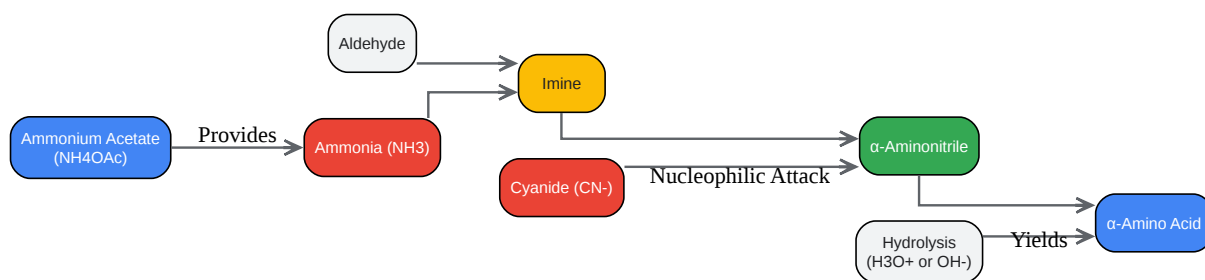 Aldehyde
Imine
Ammonium Acetate
(NH4OAc)
Provides
Ammonia (NH3)
α-Aminonitrile
Cyanide (CN-)
Nucleophilic Attack
α-Amino Acid
Hydrolysis
(H3O+ or OH-)
Yields